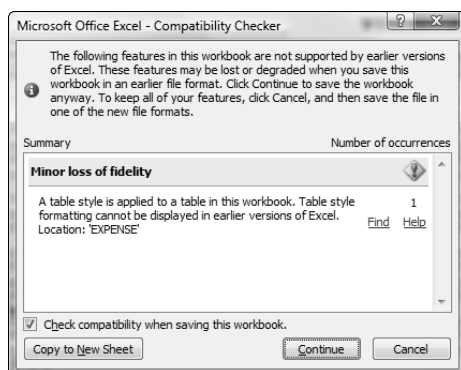 Microsoft Office Excel - Compatibility Checker
The following features in this workbook are not supported by earlier versions
of Excel. These features may be lost or degraded when you save this
workbook in an earlier file format. Click Continue to save the workbook
anyway. To keep all of your features, click Cancel, and then save the file in
one of the new file formats.
Summary Number of occurrences
Minor loss of fidelity
A table style is applied to a table in this workbook. Table style 1
formatting cannot be displayed in earlier versions of Excel. Find Help
Location: 'EXPENSE'
Check compatibility when saving this workbook.
Copy to New Sheet Continue Cancel